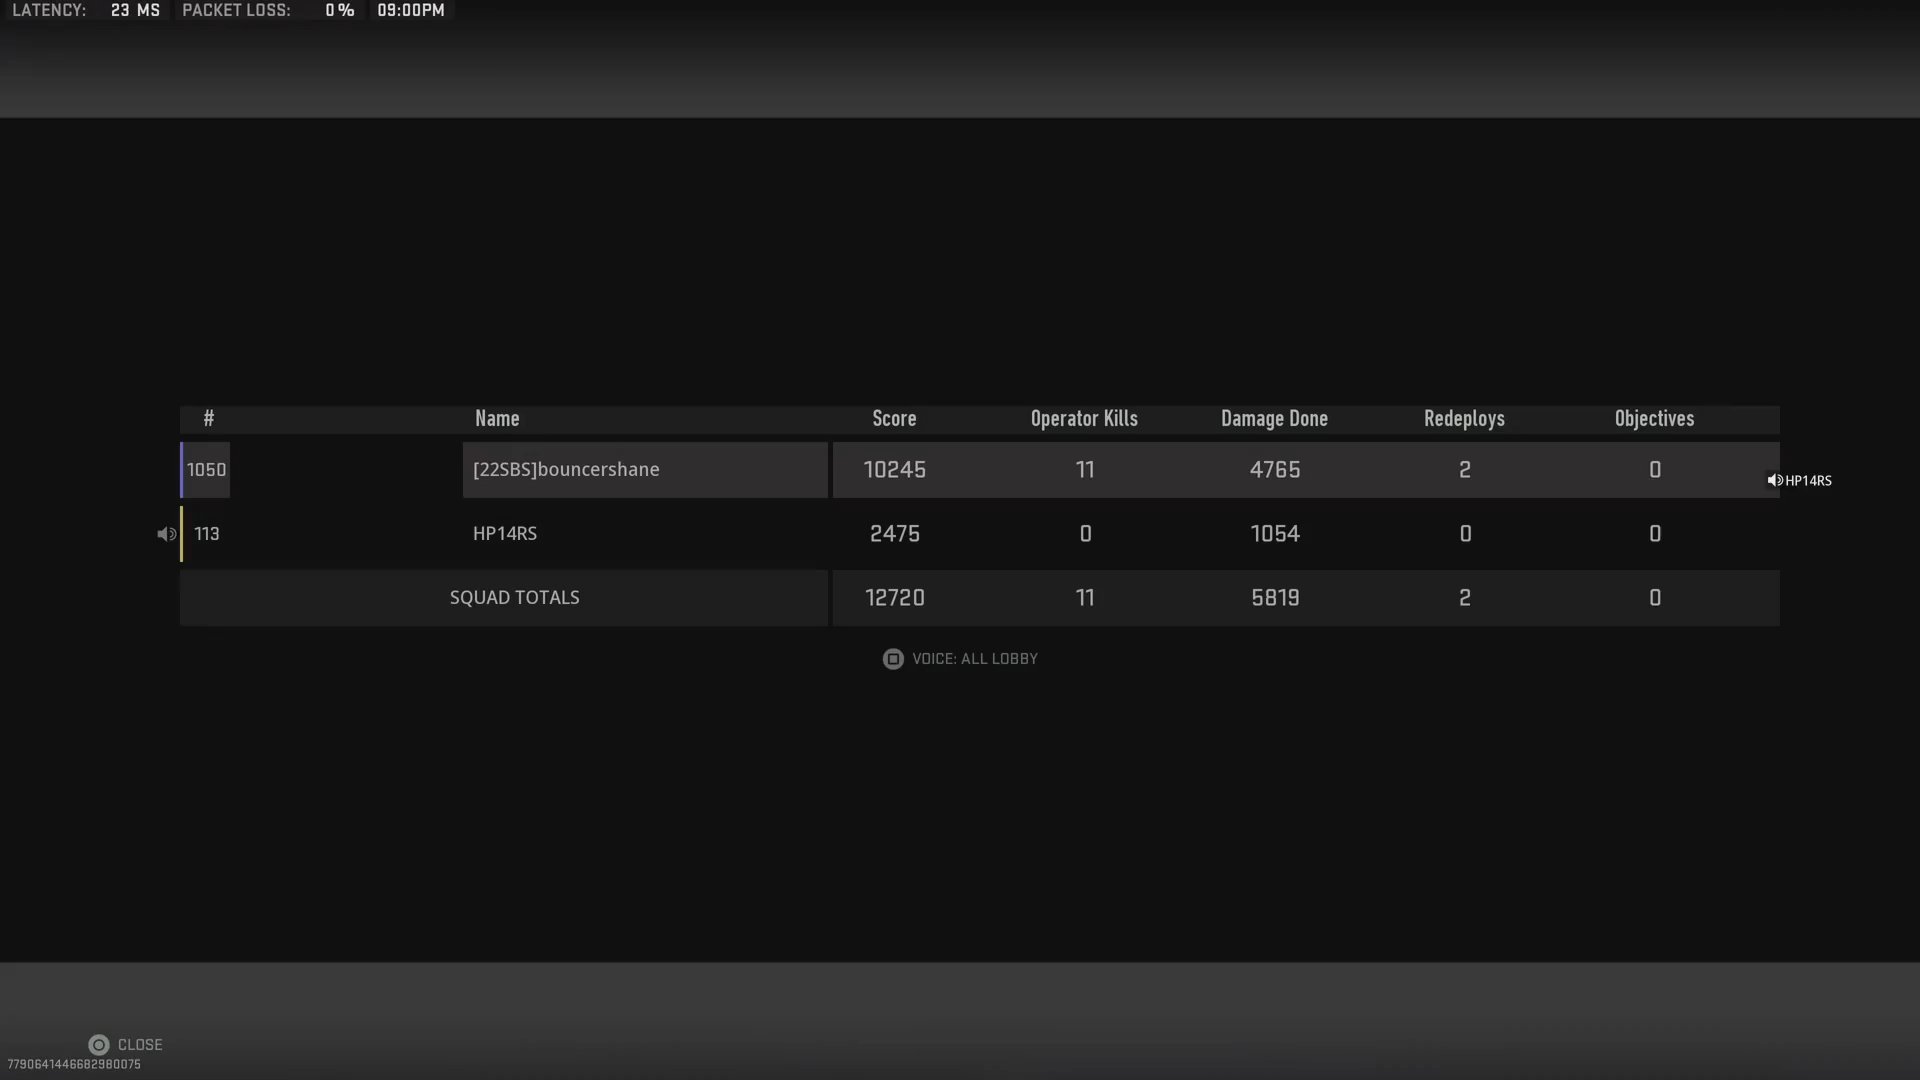 LATENCY: 23 MS PACKET LOSS: 0% 09:00PM
# Name Score Operator Kills Damage Done Redeploys Objectives
1050 [22SBS]bouncershane 10245 11 4765 2 0
HP14RS
113 HP14RS 2475 0 1054 0 0
SQUAD TOTALS 12720 11 5819 2 0
VOICE: ALL LOBBY
CLOSE
7790641446682980075